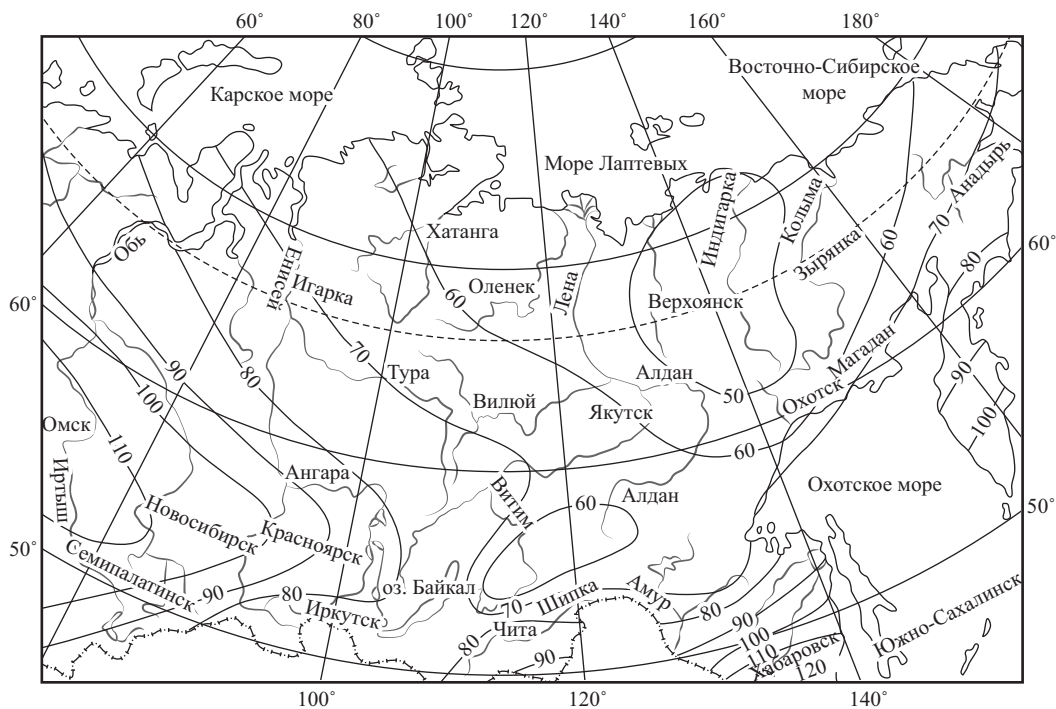 60˚ 80˚ 100˚ 120˚ 140˚ 160˚ 180˚
Карское море
Восточно-Сибирское
море
Море Лаптевых
Анадырь
Индигарка
Колыма
Хатанга
Обь
Енисей
Зырянка
60
70
80
60˚
Игарка
Оленек
Лена
Верхоянск
60
60˚
70
Магадан
90
80
90
Тура
Алдан
50
Охотск
100
Вилюй
Якутск
100
Омск
110
60
Иртыш
Ангара
Витим
60
Алдан
Охотское море
50˚
Новосибирск
Красноярск
50˚
Семипалатинск
90
80
Иркутск
оз. Байкал
70
Шипка
Амур
80
90
100
110
Хабаровск
120
Южно-Сахалинск
Чита
80
90
100˚ 120˚ 140˚